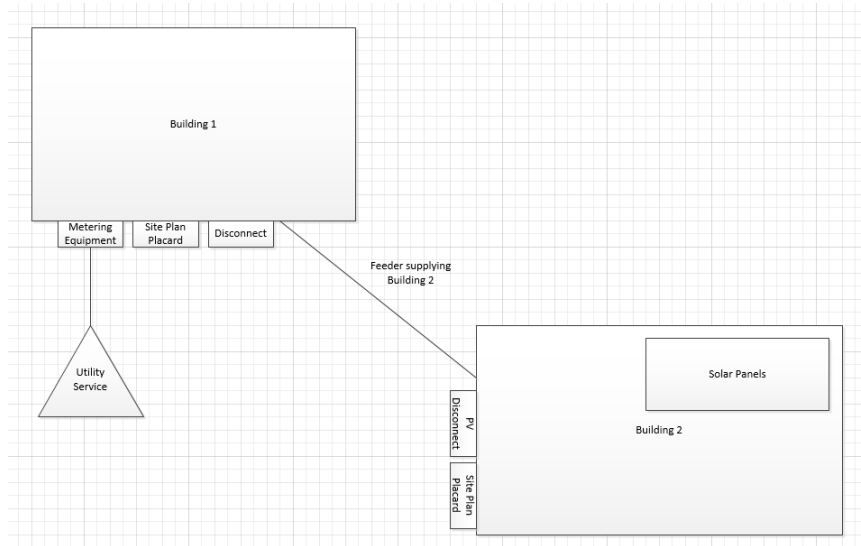 Building 1
Metering
Equipment
Site Plan
Placard
Disconnect
Feeder supplying
Building 2
Utility
Service
Solar Panels
PV
Disconnect
Building 2
Site Plan
Placard